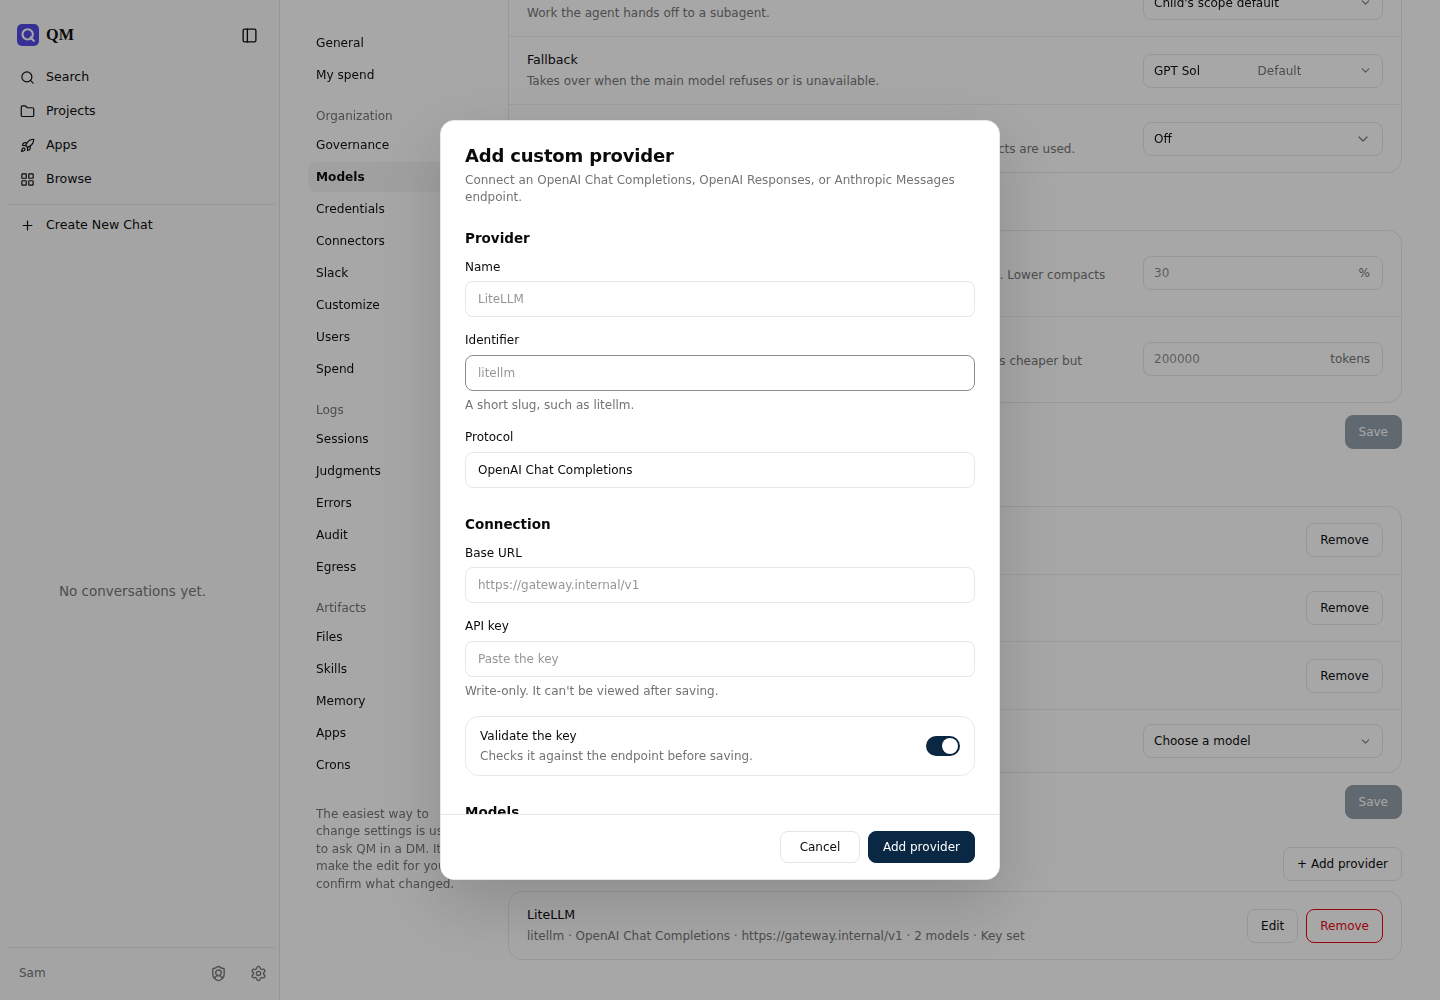 QM
Search
Projects
Apps
Browse
Create New Chat
No conversations yet.
Sam
General
My spend
Organization
Governance
Models
Credentials
Connectors
Slack
Customize
Users
Spend
Logs
Sessions
Judgments
Errors
Audit
Egress
Artifacts
Files
Skills
Memory
Apps
Crons
The easiest way to
change settings is
to ask QM in a DM.
make the edit for
confirm what changed.
Work the agent hands off to a subagent.
Child's scope default
Fallback
Takes over when the main model refuses or is unavailable.
GPT Sol Default
are used.
Off
. Lower compacts
30 %
cheaper but
200000 tokens
Save
Remove
Remove
Remove
Choose a model
Save
+ Add provider
LiteLLM
litellm · OpenAI Chat Completions · https://gateway.internal/v1 · 2 models · Key set
Edit
Remove
Add custom provider
Connect an OpenAI Chat Completions, OpenAI Responses, or Anthropic Messages
endpoint.
Provider
Name
LiteLLM
Identifier
litellm
A short slug, such as litellm.
Protocol
OpenAI Chat Completions
Connection
Base URL
https://gateway.internal/v1
API key
Paste the key
Write-only. It can't be viewed after saving.
Validate the key
Checks it against the endpoint before saving.
Models
Cancel
Add provider